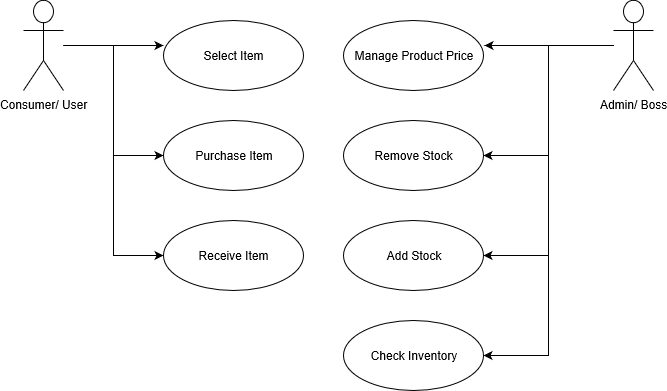 Select Item
Manage Product Price
Consumer/ User
Admin/ Boss
Purchase Item
Remove Stock
Receive Item
Add Stock
Check Inventory